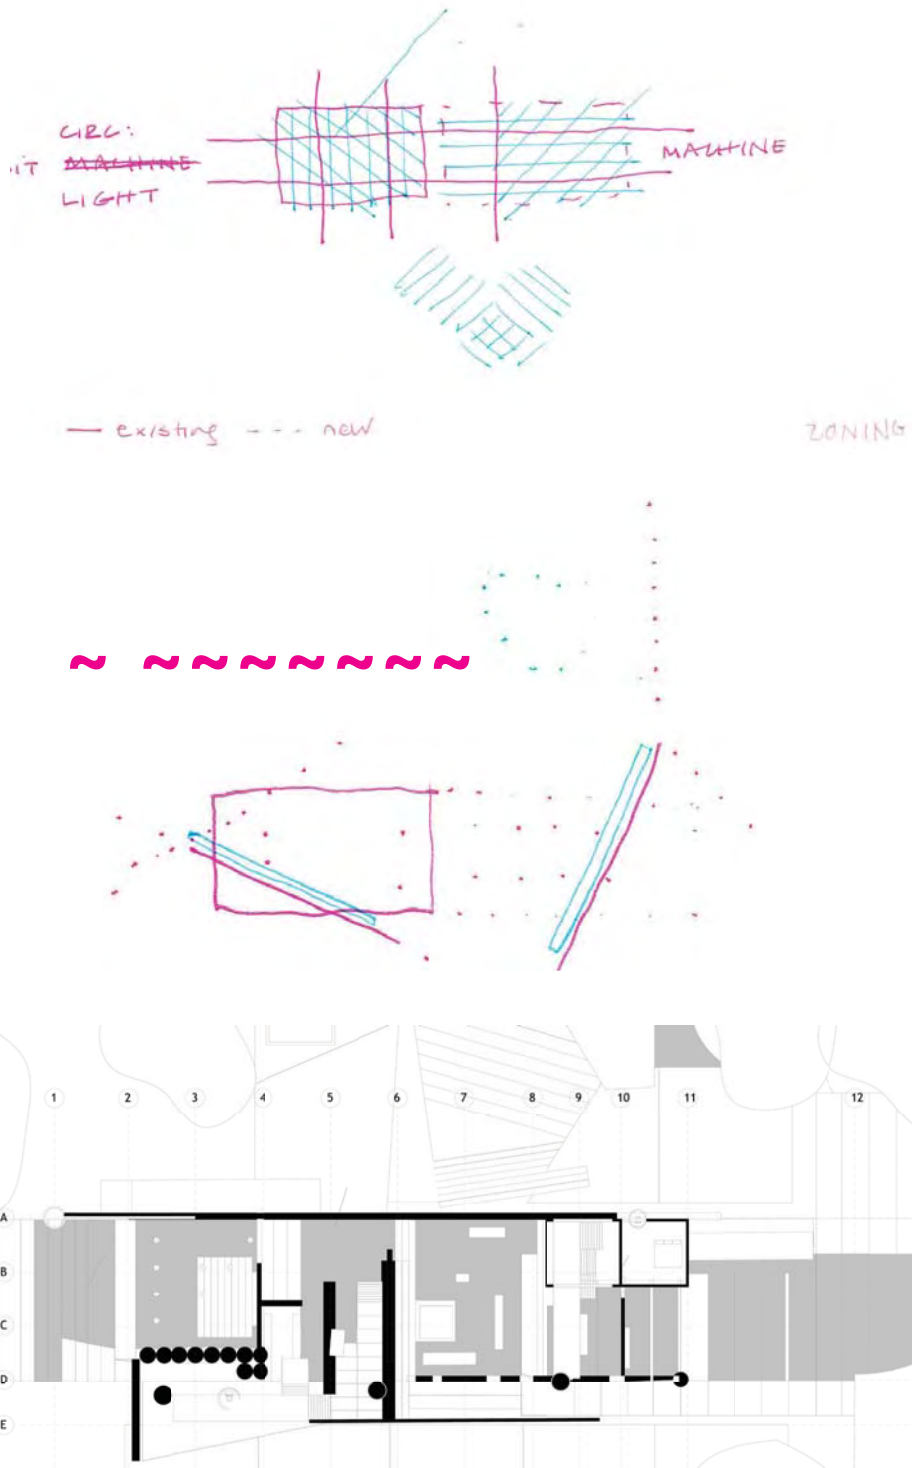 CIRC:
IT MACHINE
LIGHT
MACHINE
existing --- new
ZONING
~ ~ ~ ~ ~ ~ ~ ~
1 2 3 4 5 6 7 8 9 10 11 12
A
B
C
D
E